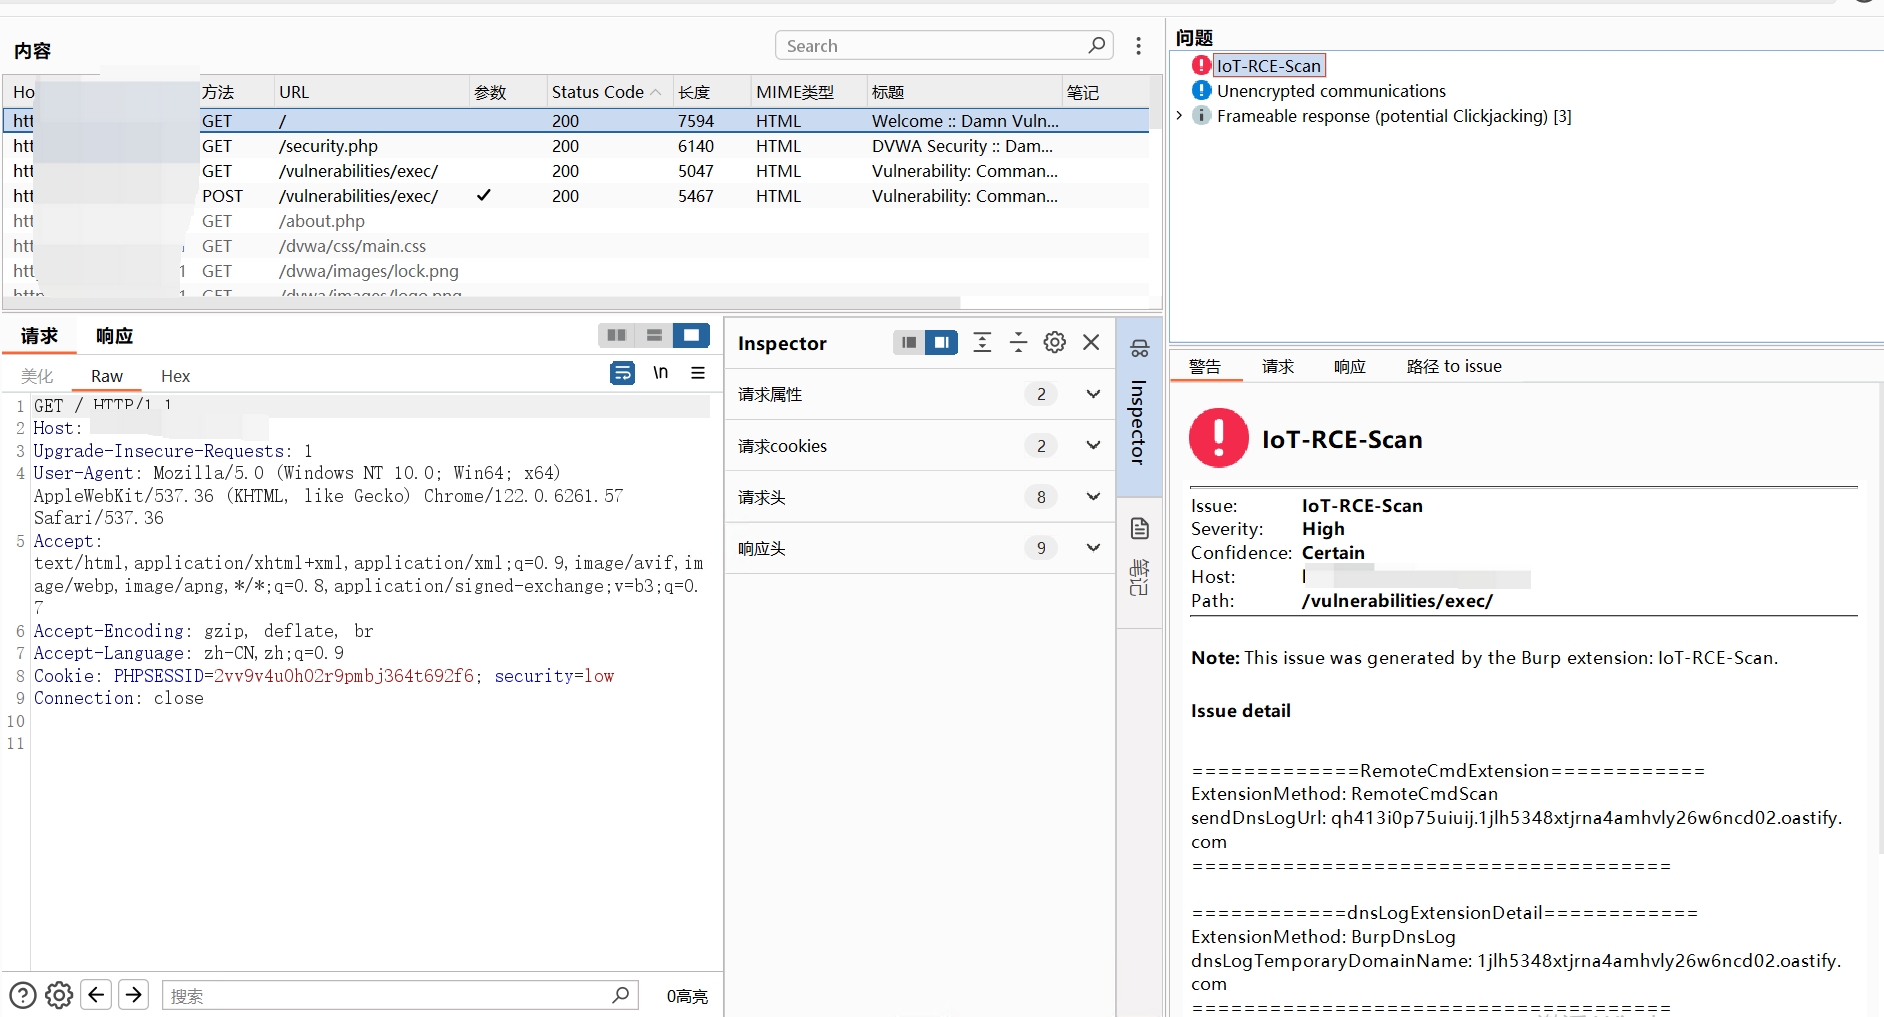 内容
Search
Ho
方法
URL
参数
Status Code
长度
MIME类型
标题
笔记
htt GET / 200 7594 HTML Welcome :: Damn Vuln...
htt GET /security.php 200 6140 HTML DVWA Security :: Dam...
htt GET /vulnerabilities/exec/ 200 5047 HTML Vulnerability: Comman...
htt POST /vulnerabilities/exec/ 200 5467 HTML Vulnerability: Comman...
htt GET /about.php
htt GET /dvwa/css/main.css
htt 1 GET /dvwa/images/lock.png
http 1 GET /dvwa/images/logo.png
请求
响应
美化
Raw
Hex
\n
1 GET / HTTP/1.1
2 Host:
3 Upgrade-Insecure-Requests: 1
4 User-Agent: Mozilla/5.0 (Windows NT 10.0; Win64; x64)
AppleWebKit/537.36 (KHTML, like Gecko) Chrome/122.0.6261.57
Safari/537.36
5 Accept:
text/html,application/xhtml+xml,application/xml;q=0.9,image/avif,im
age/webp,image/apng,*/*;q=0.8,application/signed-exchange;v=b3;q=0.
7
6 Accept-Encoding: gzip, deflate, br
7 Accept-Language: zh-CN,zh;q=0.9
8 Cookie: PHPSESSID=2vv9v4u0h02r9pmbj364t692f6; security=low
9 Connection: close
10
11
搜索
0高亮
Inspector
请求属性 2
请求cookies 2
请求头 8
响应头 9
Inspector
笔记
问题
IoT-RCE-Scan
Unencrypted communications
Frameable response (potential Clickjacking) [3]
警告
请求
响应
路径 to issue
IoT-RCE-Scan
Issue: IoT-RCE-Scan
Severity: High
Confidence: Certain
Host:
Path: /vulnerabilities/exec/
Note: This issue was generated by the Burp extension: IoT-RCE-Scan.
Issue detail
=============RemoteCmdExtension============
ExtensionMethod: RemoteCmdScan
sendDnsLogUrl: qh413i0p75uiuij.1jlh5348xtjrna4amhvly26w6ncd02.oastify.
com
=====================================
============dnsLogExtensionDetail============
ExtensionMethod: BurpDnsLog
dnsLogTemporaryDomainName: 1jlh5348xtjrna4amhvly26w6ncd02.oastify.
com
=====================================